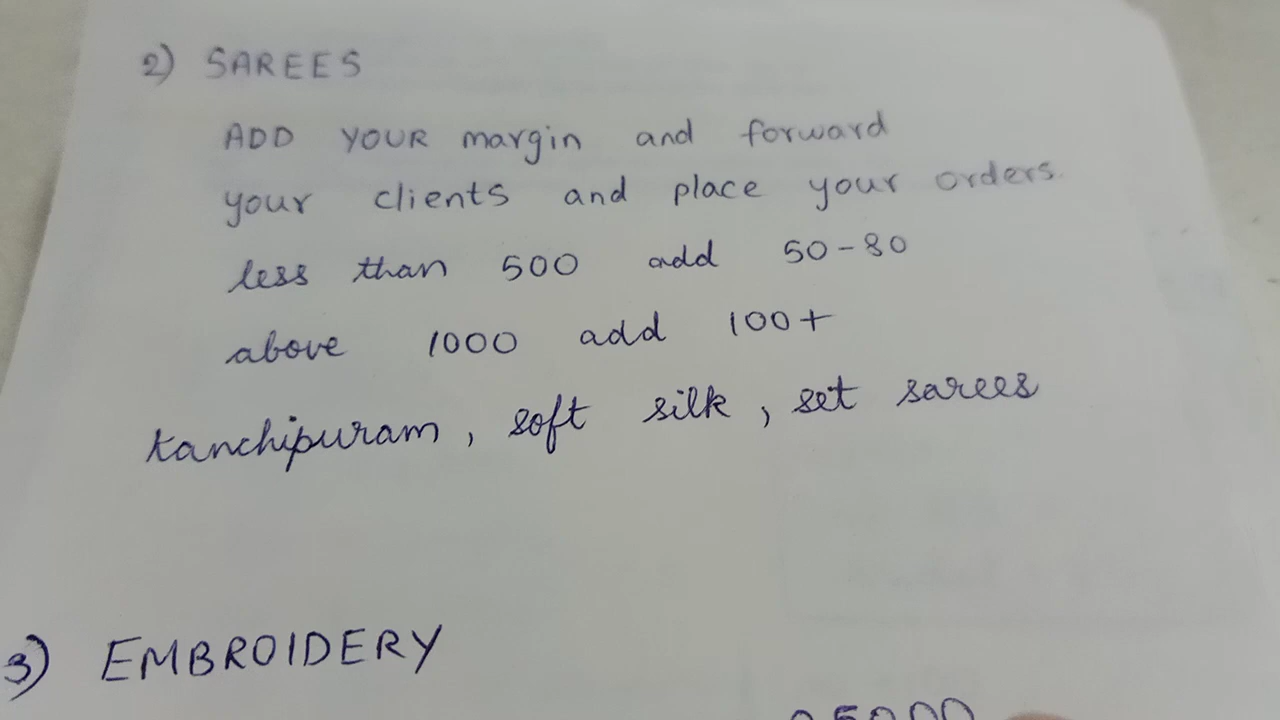 2) SAREES
ADD YOUR margin and forward
your clients and place your orders.
less than 500 add 50-80
above 1000 add 100+
Kanchipuram, soft silk, set sarees
3) EMBROIDERY